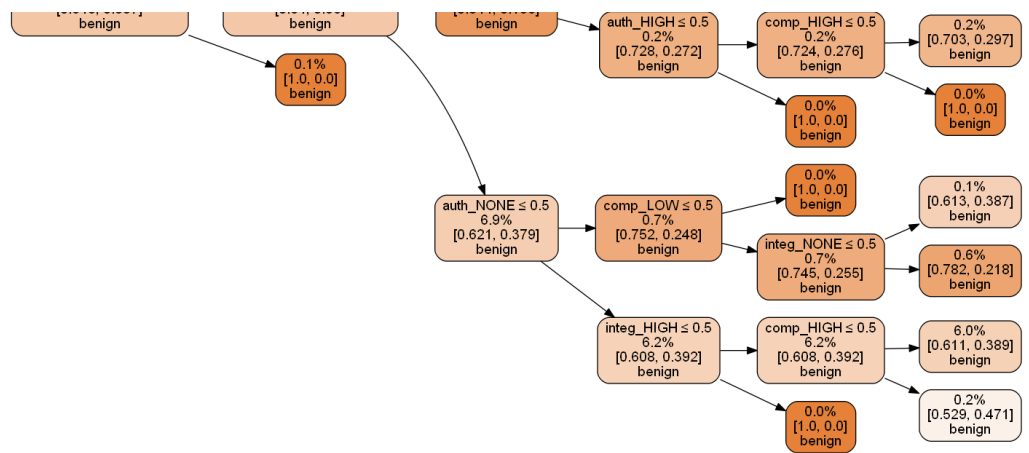 benign
benign
benign
0.1%
[1.0, 0.0]
benign
auth_HIGH ≤ 0.5
0.2%
[0.728, 0.272]
benign
comp_HIGH ≤ 0.5
0.2%
[0.724, 0.276]
benign
0.2%
[0.703, 0.297]
benign
0.0%
[1.0, 0.0]
benign
0.0%
[1.0, 0.0]
benign
auth_NONE ≤ 0.5
6.9%
[0.621, 0.379]
benign
comp_LOW ≤ 0.5
0.7%
[0.752, 0.248]
benign
0.0%
[1.0, 0.0]
benign
integ_NONE ≤ 0.5
0.7%
[0.745, 0.255]
benign
0.1%
[0.613, 0.387]
benign
0.6%
[0.782, 0.218]
benign
integ_HIGH ≤ 0.5
6.2%
[0.608, 0.392]
benign
comp_HIGH ≤ 0.5
6.2%
[0.608, 0.392]
benign
6.0%
[0.611, 0.389]
benign
0.2%
[0.529, 0.471]
benign
0.0%
[1.0, 0.0]
benign